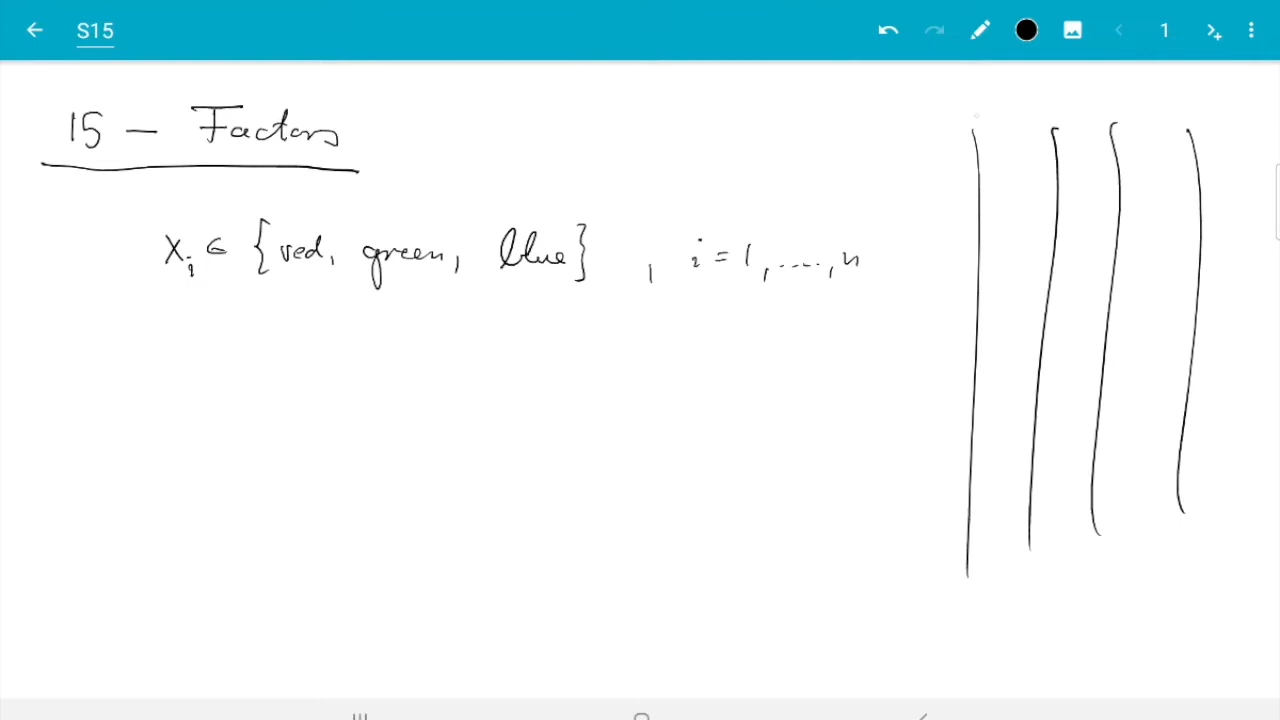 S15
1
15 - Factors
x_i ∈ {red, green, blue} , i = 1, ...., n